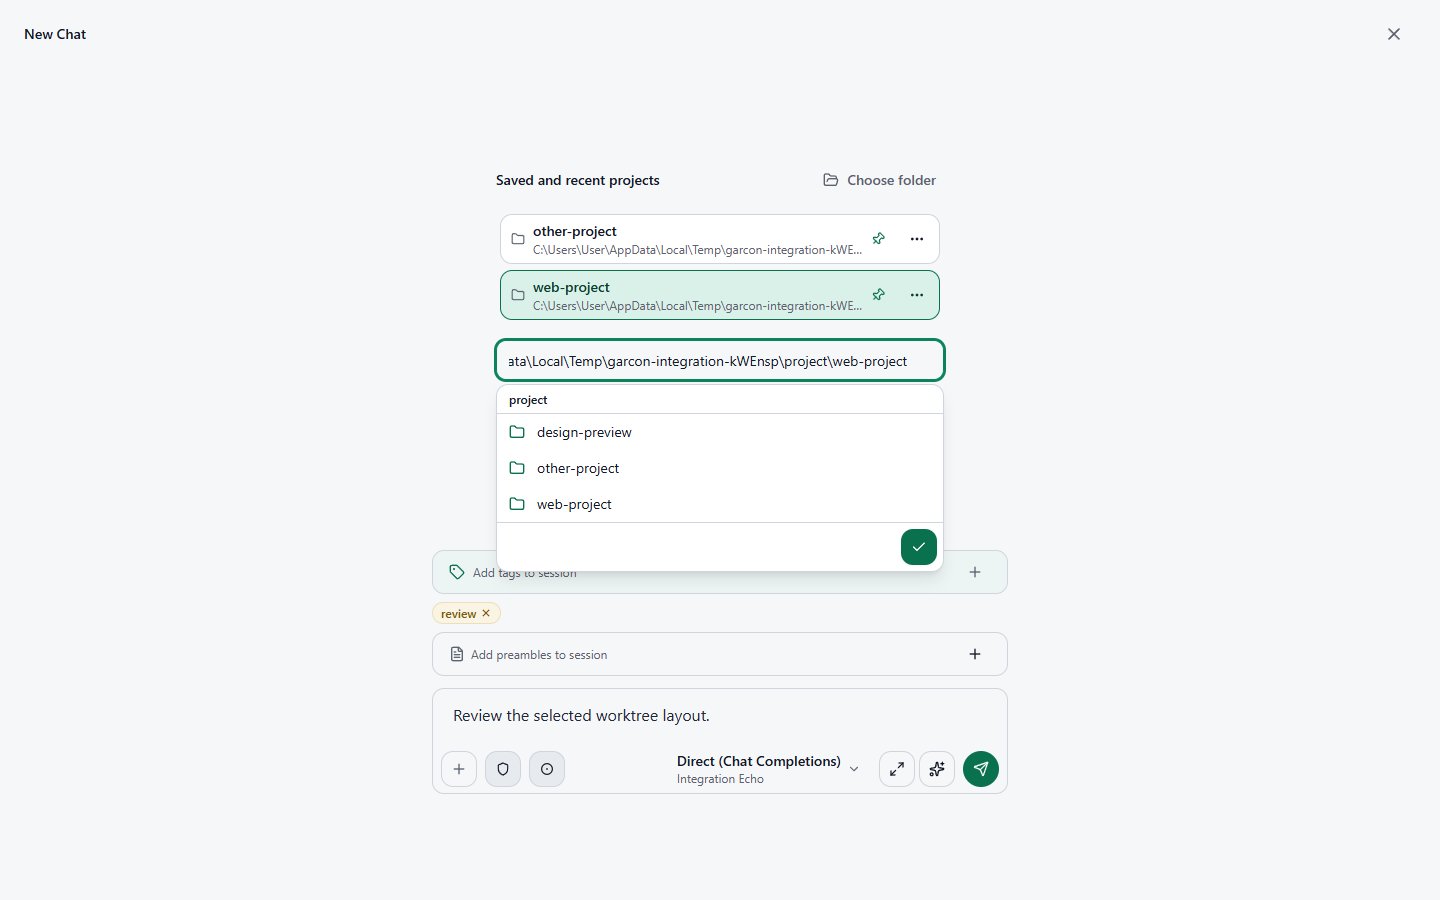 New Chat
Saved and recent projects
Choose folder
other-project
C:\Users\User\AppData\Local\Temp\garcon-integration-kWE...
web-project
C:\Users\User\AppData\Local\Temp\garcon-integration-kWE...
ata\Local\Temp\garcon-integration-kWEnsp\project\web-project
project
design-preview
other-project
web-project
Add tags to session
review
Add preambles to session
Review the selected worktree layout.
Direct (Chat Completions)
Integration Echo